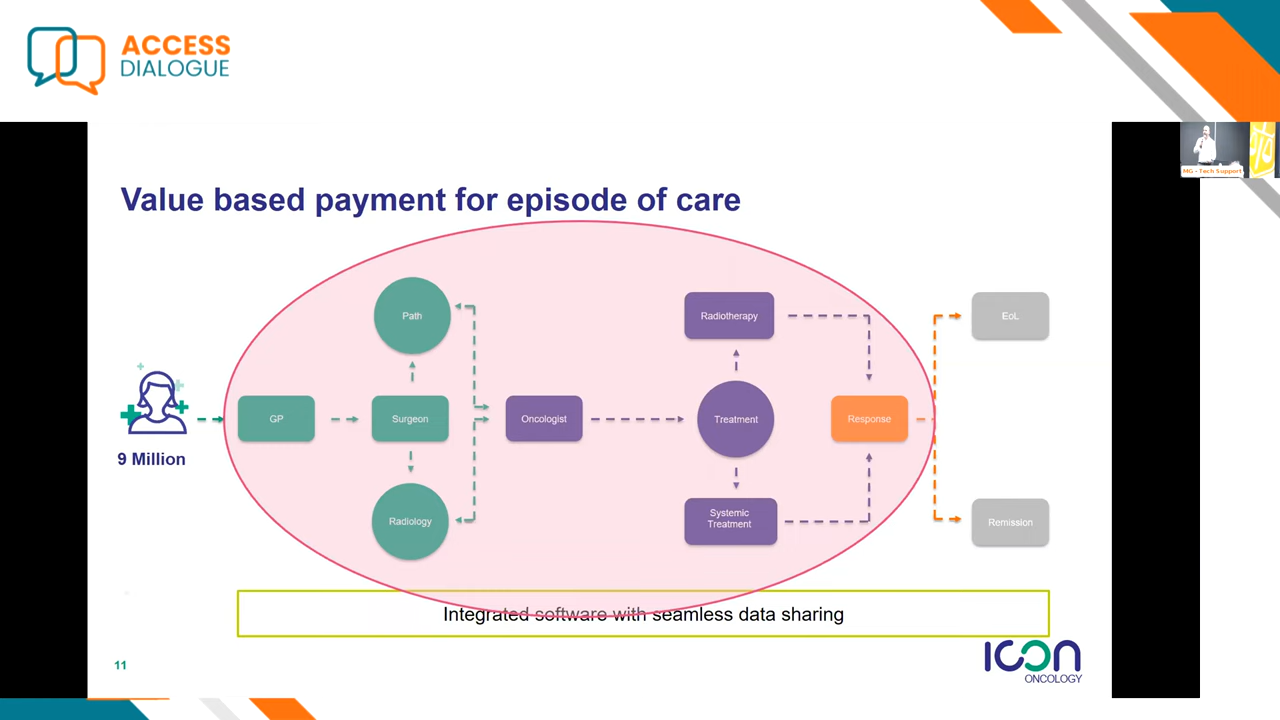 ACCESS
DIALOGUE
MG - Tech Support
Value based payment for episode of care
Path
Radiotherapy
EoL
GP
Surgeon
Oncologist
Treatment
Response
9 Million
Radiology
Systemic
Treatment
Remission
Integrated software with seamless data sharing
11
ICON
ONCOLOGY